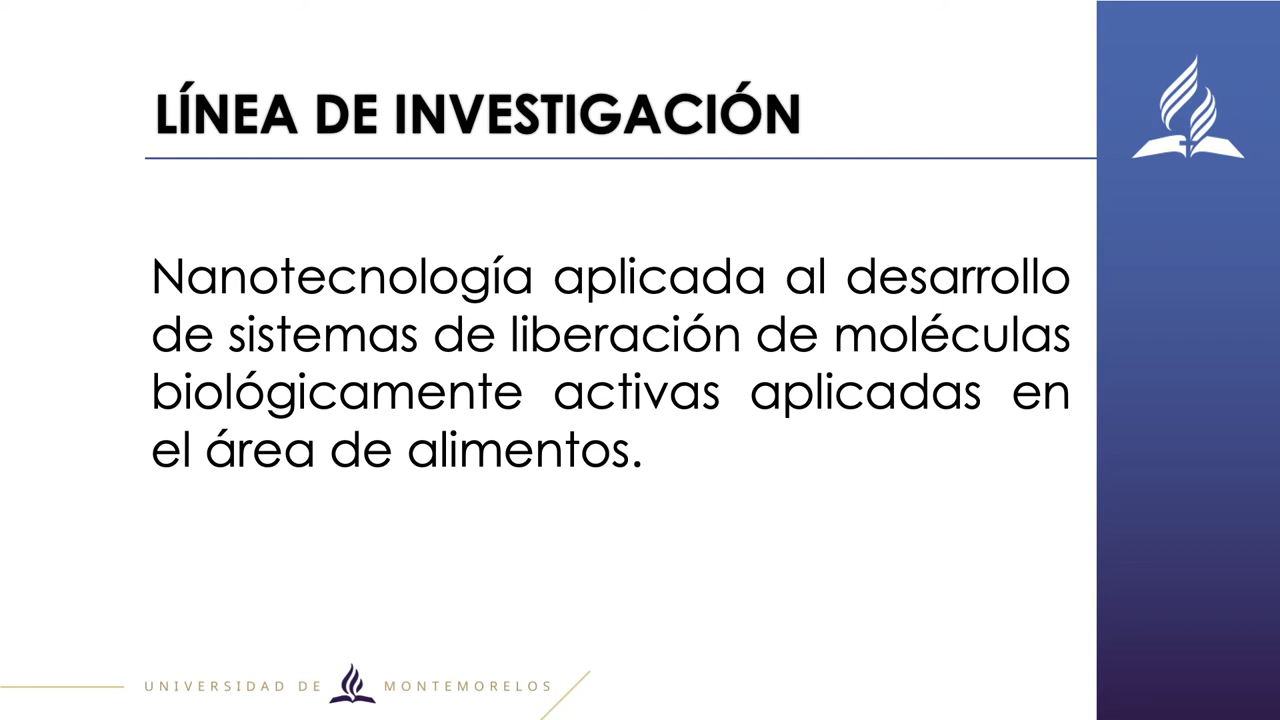 LÍNEA DE INVESTIGACIÓN
Nanotecnología aplicada al desarrollo
de sistemas de liberación de moléculas
biológicamente activas aplicadas en
el área de alimentos.
UNIVERSIDAD DE MONTEMORELOS